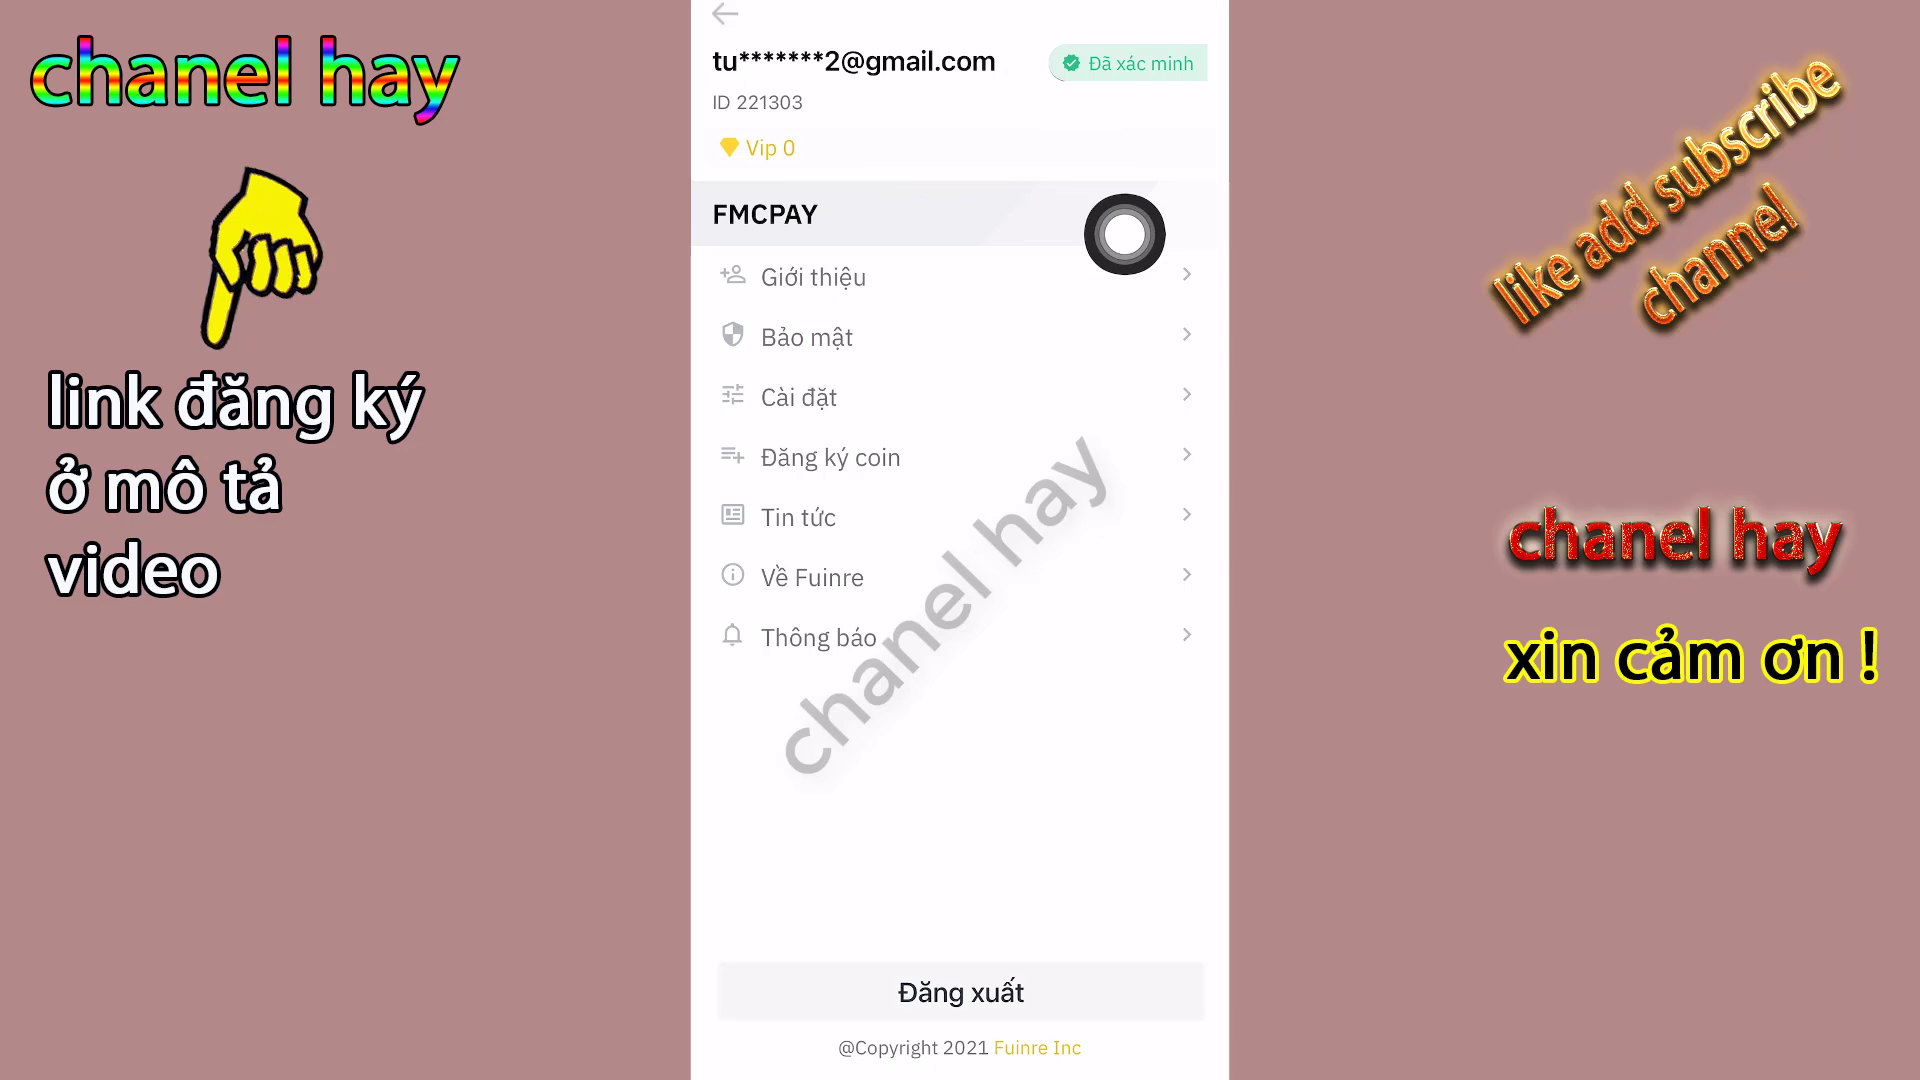 chanel hay
link đăng ký
ở mô tả
video
tu*******2@gmail.com
Đã xác minh
ID 221303
Vip 0
FMCPAY
Giới thiệu
Bảo mật
Cài đặt
Đăng ký coin
Tin tức
Về Fuinre
Thông báo
chanel hay
Đăng xuất
@Copyright 2021 Fuinre Inc
like add subscribe
channel
chanel hay
xin cảm ơn !